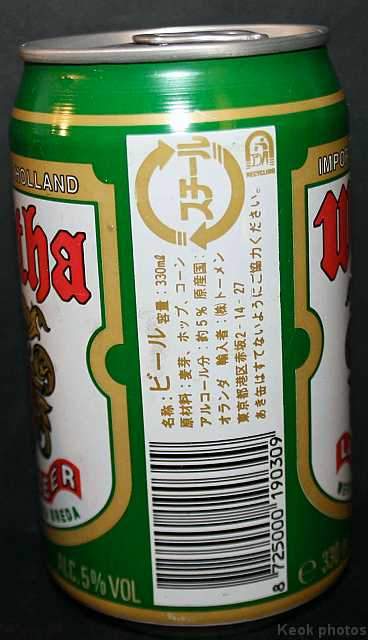 HOLLAND
tha
BEER
BREDA
ALC. 5% VOL
スチール
RECYCLING
名称：ビール 容量：330mℓ
原材料：麦芽、ホップ、コーン
アルコール分：約5% 原産国：
オランダ 輸入者：(株)トーメン
東京都港区赤坂2-14-27
あき缶はすてないようにご協力ください。
8 725000 190309
IMPO
W
L
℮ 330
Keok photos